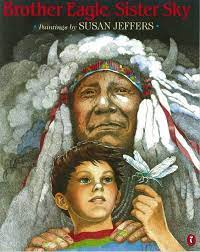 Brother Eagle, Sister Sky
Paintings by SUSAN JEFFERS